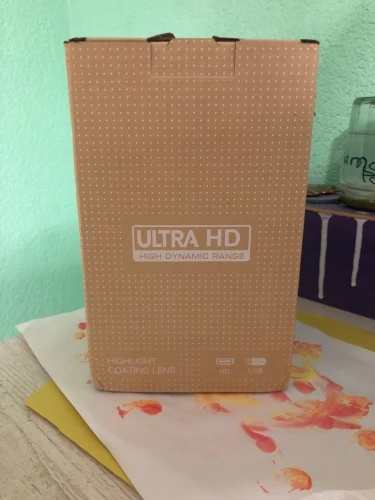 ULTRA HD
HIGH DYNAMIC RANGE
HIGHLIGHT
COATING LENS
HD
USB